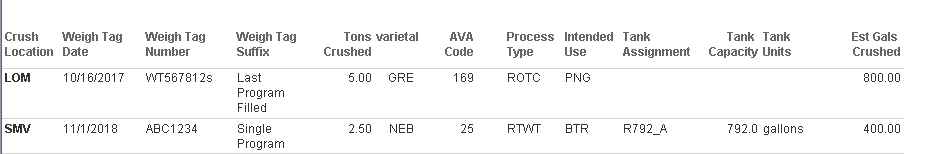 Crush Weigh Tag Weigh Tag Weigh Tag Tons varietal AVA Process Intended Tank Tank Tank Est Gals
Location Date Number Suffix Crushed Code Type Use Assignment Capacity Units Crushed
LOM 10/16/2017 WT567812s Last 5.00 GRE 169 ROTC PNG 800.00
Program
Filled
SMV 11/1/2018 ABC1234 Single 2.50 NEB 25 RTWT BTR R792_A 792.0 gallons 400.00
Program